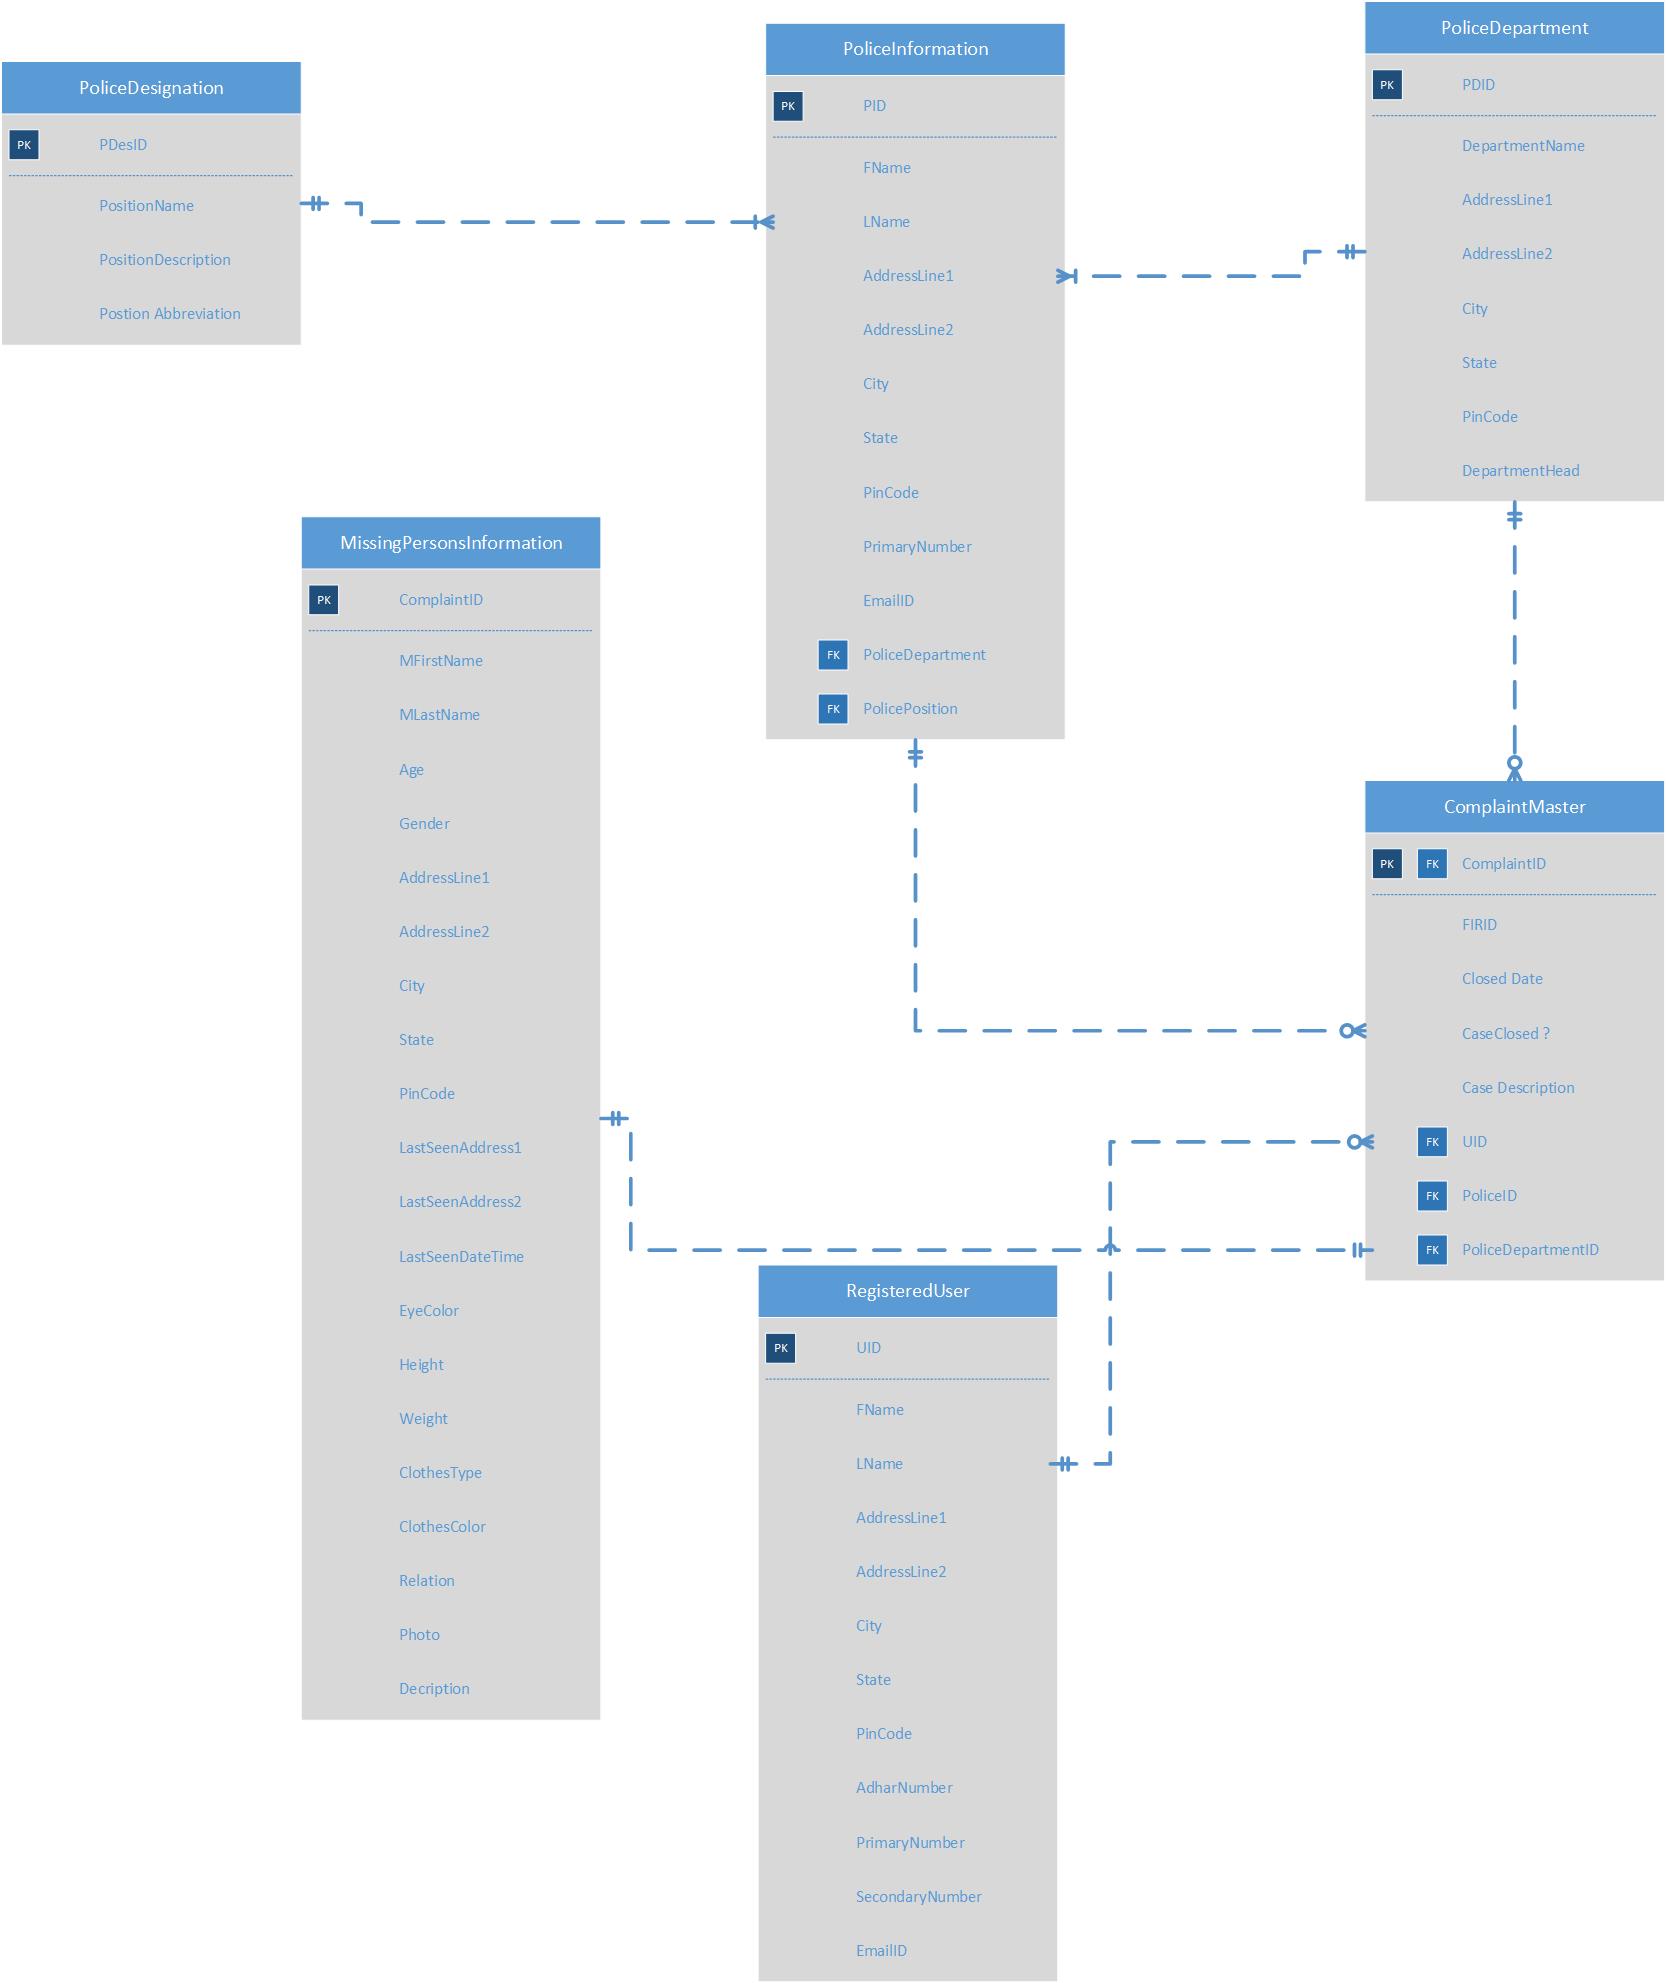 PoliceDesignation
PK PDesID
PositionName
PositionDescription
Postion Abbreviation
PoliceInformation
PK PID
FName
LName
AddressLine1
AddressLine2
City
State
PinCode
PrimaryNumber
EmailID
FK PoliceDepartment
FK PolicePosition
PoliceDepartment
PK PDID
DepartmentName
AddressLine1
AddressLine2
City
State
PinCode
DepartmentHead
MissingPersonsInformation
PK ComplaintID
MFirstName
MLastName
Age
Gender
AddressLine1
AddressLine2
City
State
PinCode
LastSeenAddress1
LastSeenAddress2
LastSeenDateTime
EyeColor
Height
Weight
ClothesType
ClothesColor
Relation
Photo
Decription
ComplaintMaster
PK FK ComplaintID
FIRID
Closed Date
CaseClosed ?
Case Description
FK UID
FK PoliceID
FK PoliceDepartmentID
RegisteredUser
PK UID
FName
LName
AddressLine1
AddressLine2
City
State
PinCode
AdharNumber
PrimaryNumber
SecondaryNumber
EmailID